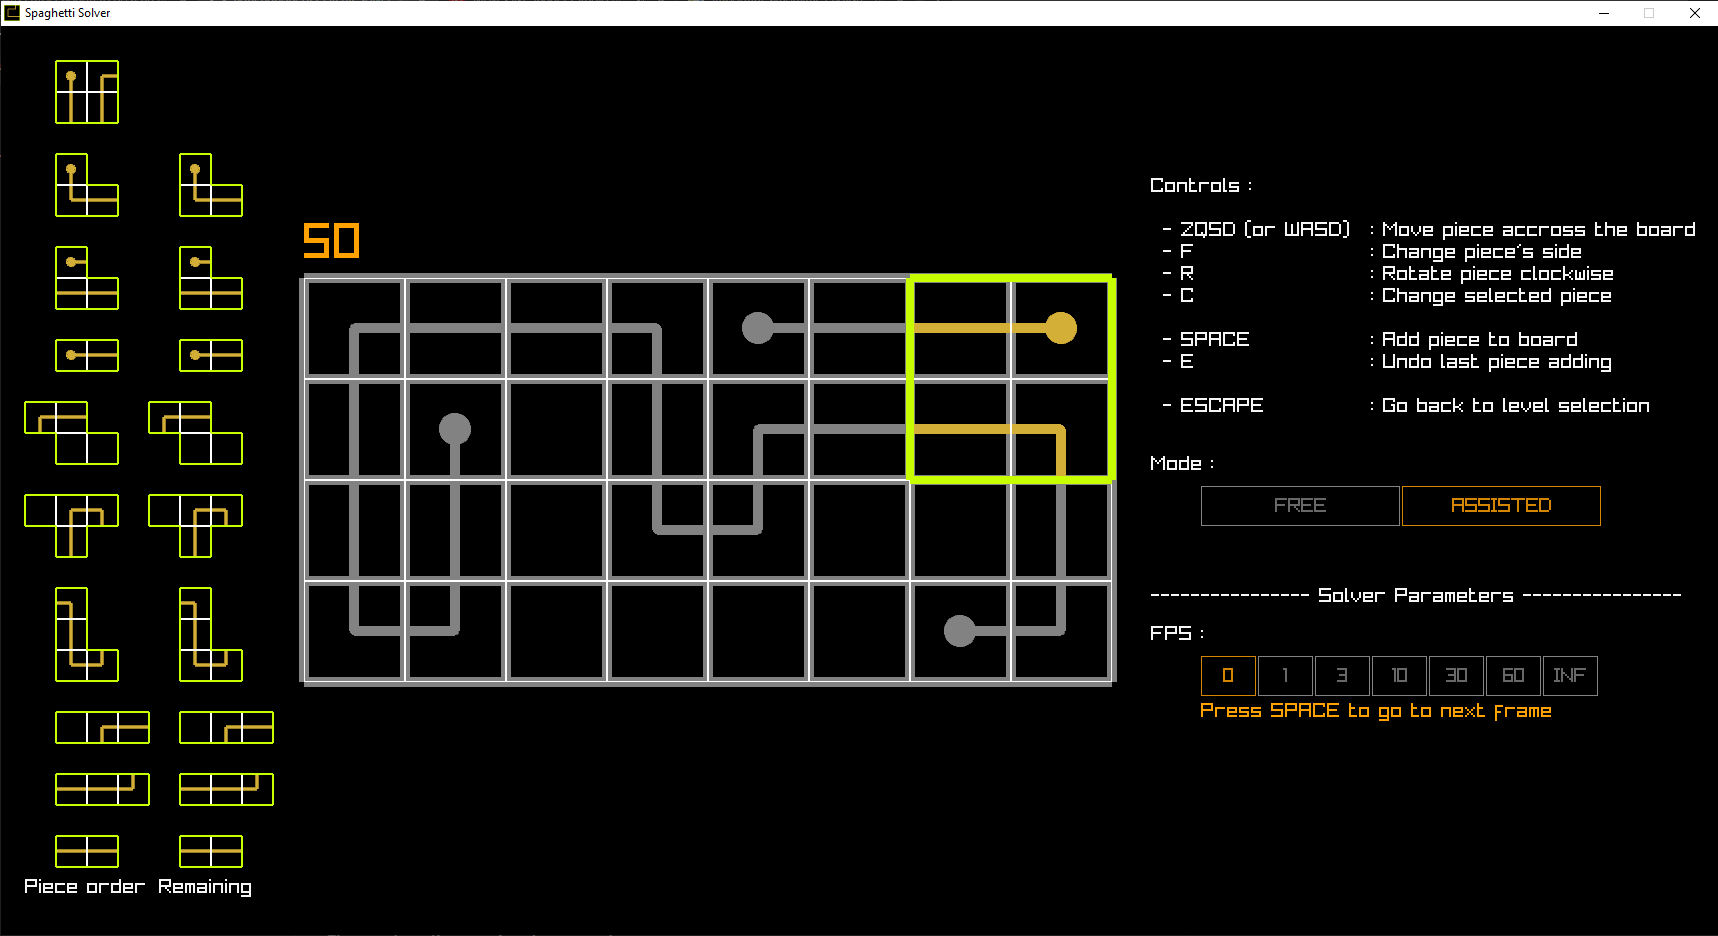 Spaghetti Solver
50
Controls :
- ZQSD (or WASD) : Move piece accross the board
- F : Change piece's side
- R : Rotate piece clockwise
- C : Change selected piece
- SPACE : Add piece to board
- E : Undo last piece adding
- ESCAPE : Go back to level selection
Mode :
FREE ASSISTED
---------------- Solver Parameters ----------------
FPS :
0 1 3 10 30 60 INF
Press SPACE to go to next frame
Piece order Remaining